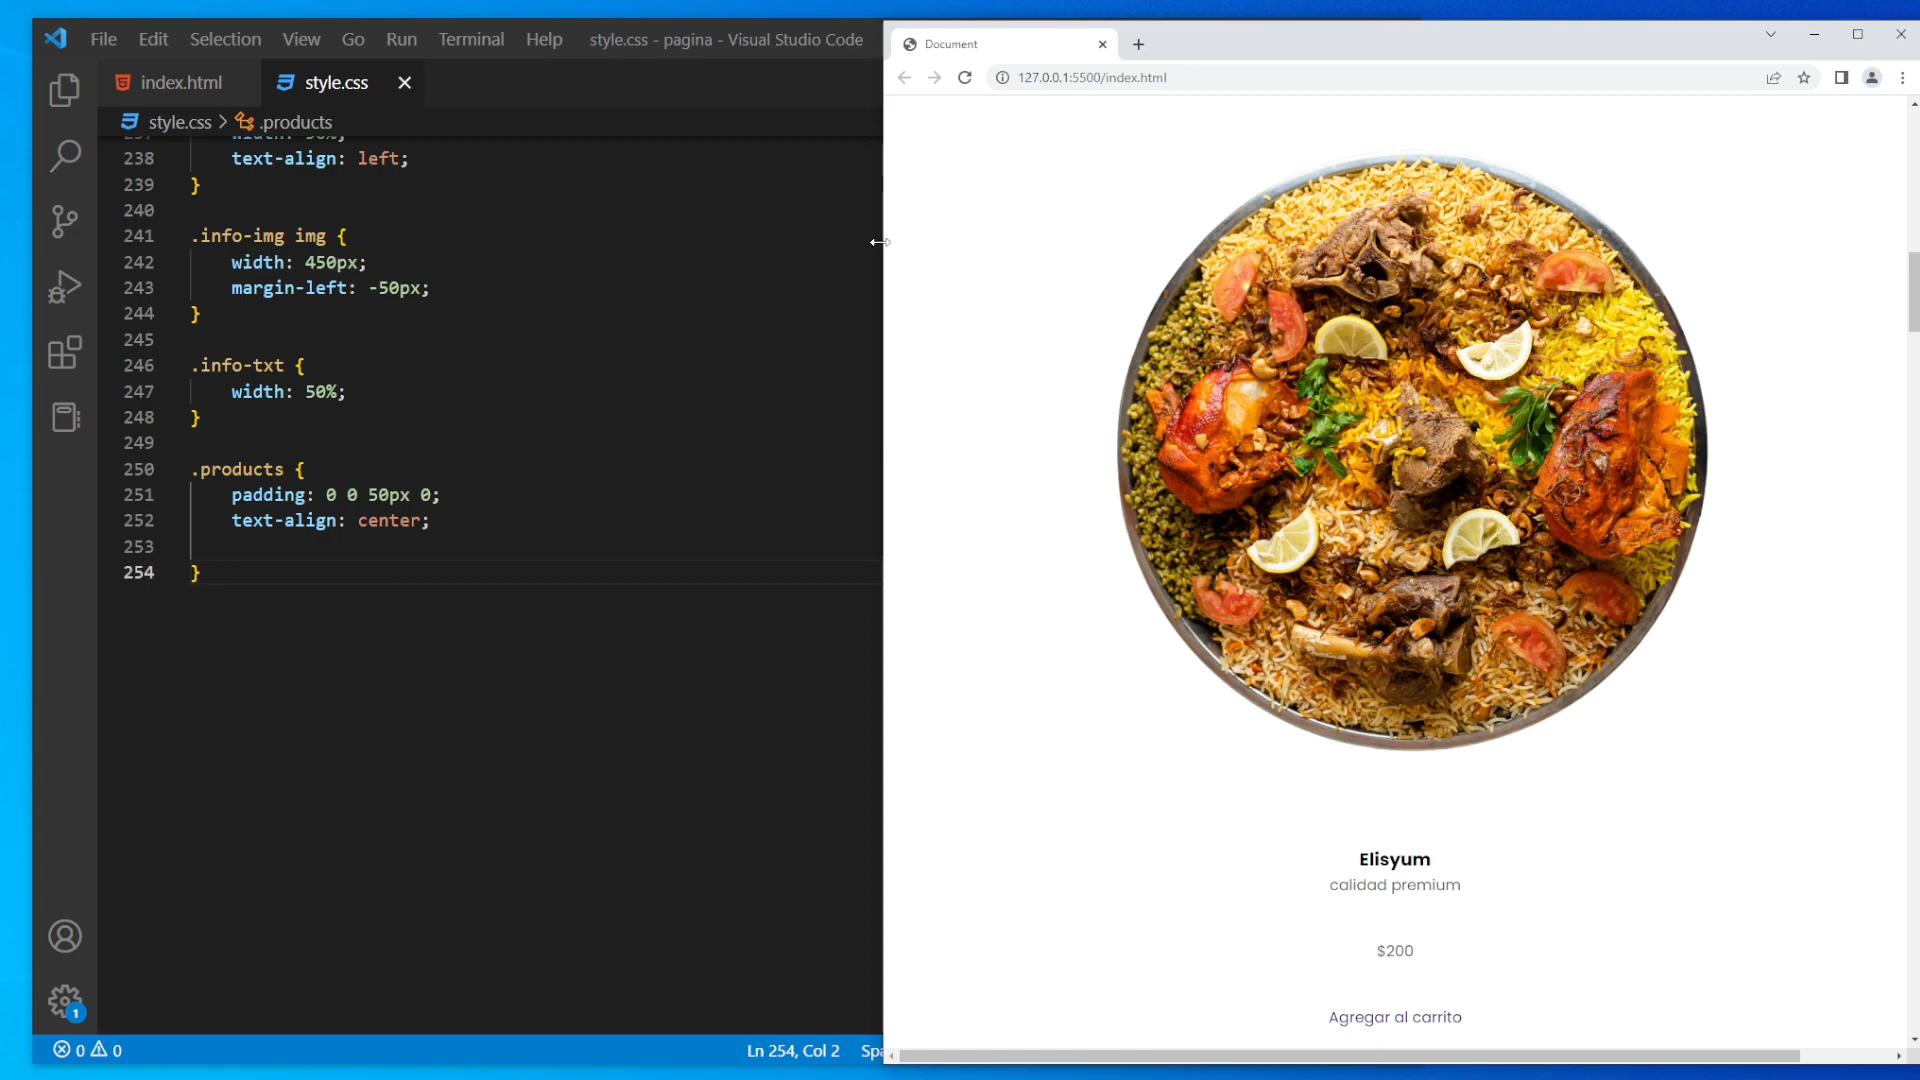 File Edit Selection View Go Run Terminal Help style.css - pagina - Visual Studio Code
index.html style.css
style.css > .products
238 text-align: left;
239 }
240
241 .info-img img {
242 width: 450px;
243 margin-left: -50px;
244 }
245
246 .info-txt {
247 width: 50%;
248 }
249
250 .products {
251 padding: 0 0 50px 0;
252 text-align: center;
253
254 }
1
0 0 Ln 254, Col 2
Document
127.0.0.1:5500/index.html
Elisyum
calidad premium
$200
Agregar al carrito